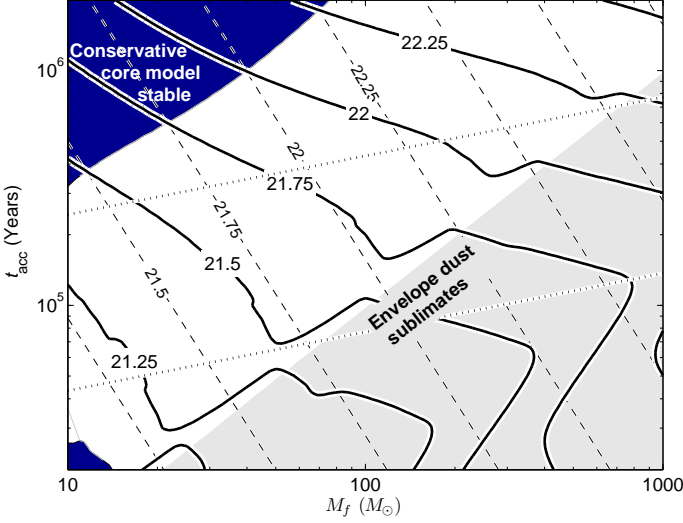 Conservative
core model
stable
22.25
22.25
22
22
21.75
21.75
21.5
21.5
21.25
Envelope dust
sublimates
10^6
10^5
t_acc (Years)
10
100
1000
M_f (M_⊙)